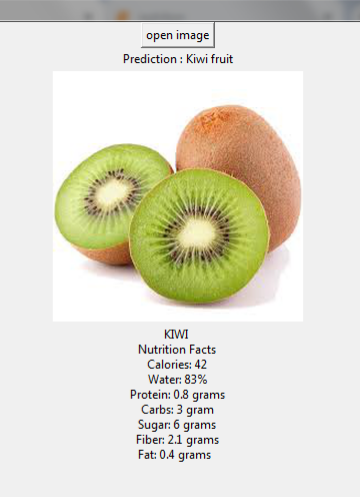 open image
Prediction : Kiwi fruit
KIWI
Nutrition Facts
Calories: 42
Water: 83%
Protein: 0.8 grams
Carbs: 3 gram
Sugar: 6 grams
Fiber: 2.1 grams
Fat: 0.4 grams